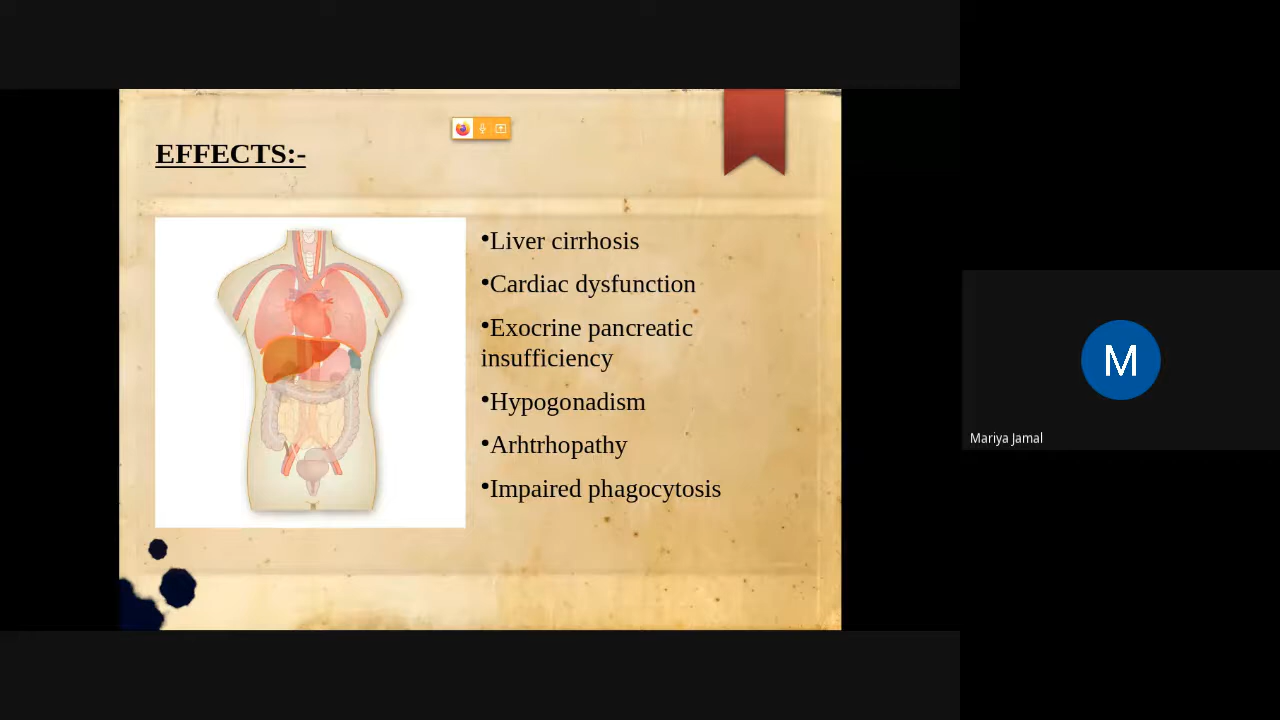 EFFECTS:-
•Liver cirrhosis
•Cardiac dysfunction
•Exocrine pancreatic
insufficiency
•Hypogonadism
•Arhtrhopathy
•Impaired phagocytosis
M
Mariya Jamal